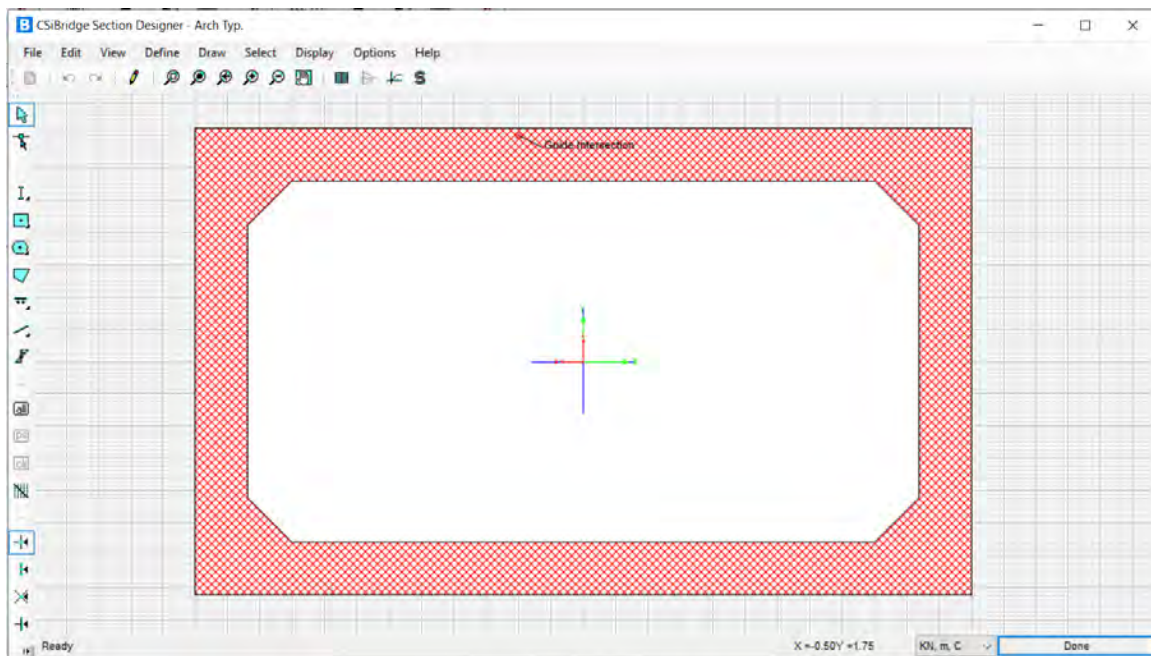 B CSiBridge Section Designer - Arch Typ.
File Edit View Define Draw Select Display Options Help
Guide Intersection
all
Ready
X =-0.50Y =1.75
KN, m, C
Done